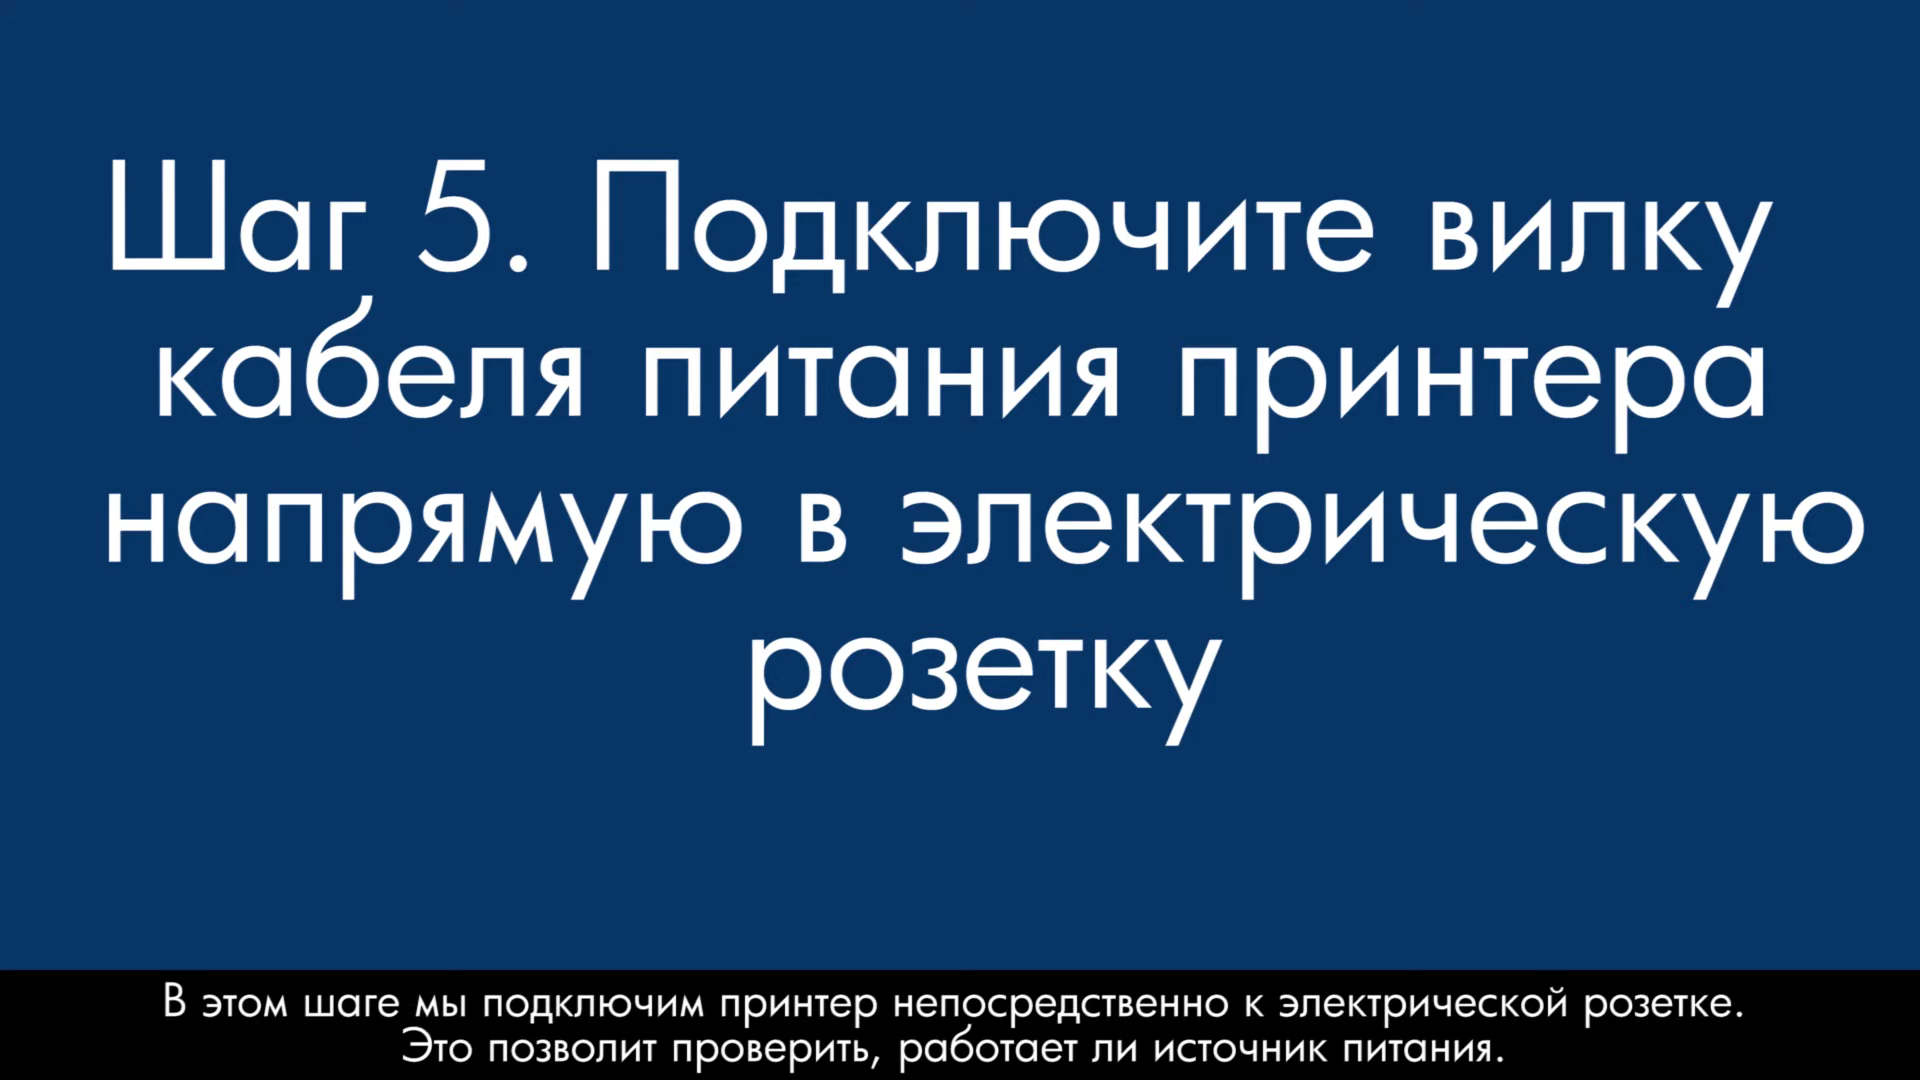 Шаг 5. Подключите вилку
кабеля питания принтера
напрямую в электрическую
розетку
В этом шаге мы подключим принтер непосредственно к электрической розетке.
Это позволит проверить, работает ли источник питания.